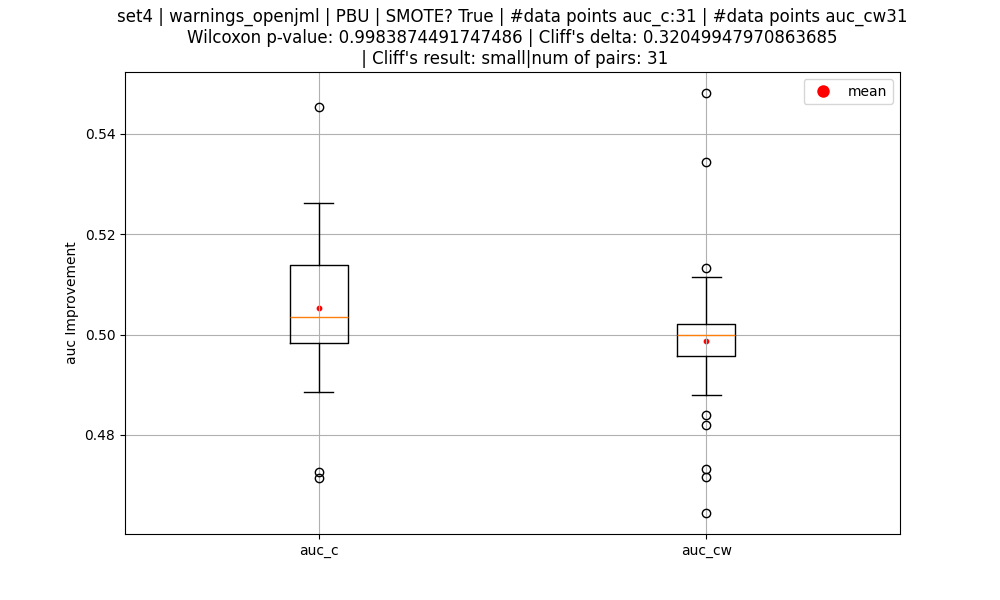 set4 | warnings_openjml | PBU | SMOTE? True | #data points auc_c:31 | #data points auc_cw31
Wilcoxon p-value: 0.9983874491747486 | Cliff's delta: 0.32049947970863685
| Cliff's result: small|num of pairs: 31
mean
0.54
0.52
0.50
0.48
auc Improvement
auc_c
auc_cw